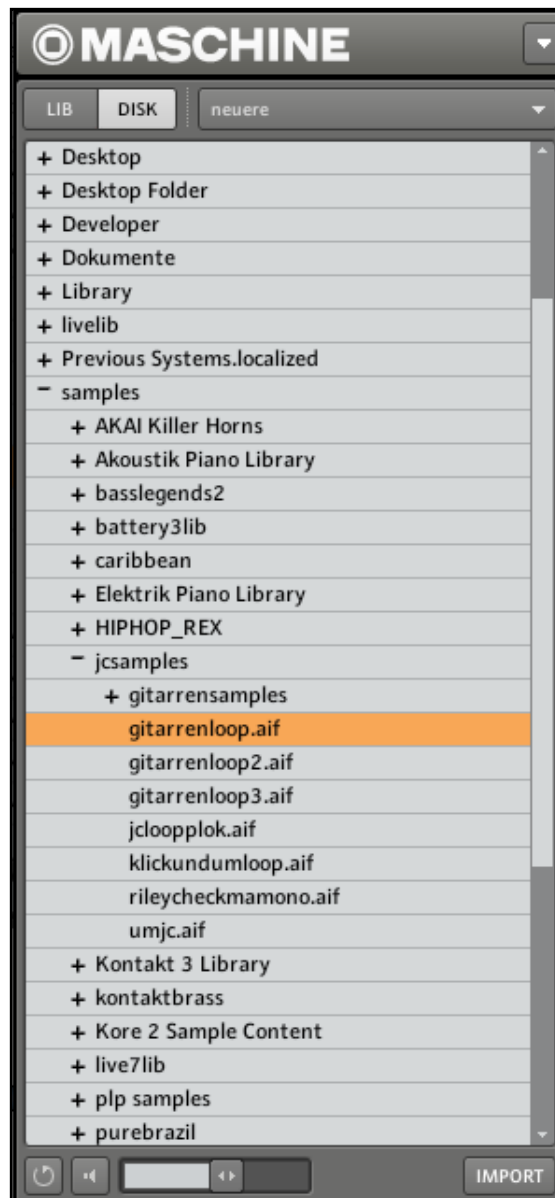 MASCHINE
LIB DISK neuere
+ Desktop
+ Desktop Folder
+ Developer
+ Dokumente
+ Library
+ livelib
+ Previous Systems.localized
- samples
+ AKAI Killer Horns
+ Akoustik Piano Library
+ basslegends2
+ battery3lib
+ caribbean
+ Elektrik Piano Library
+ HIPHOP_REX
- jcsamples
+ gitarrensamples
gitarrenloop.aif
gitarrenloop2.aif
gitarrenloop3.aif
jcloopplok.aif
klickundumloop.aif
rileycheckmamono.aif
umjc.aif
+ Kontakt 3 Library
+ kontaktbrass
+ Kore 2 Sample Content
+ live7lib
+ plp samples
+ purebrazil
IMPORT